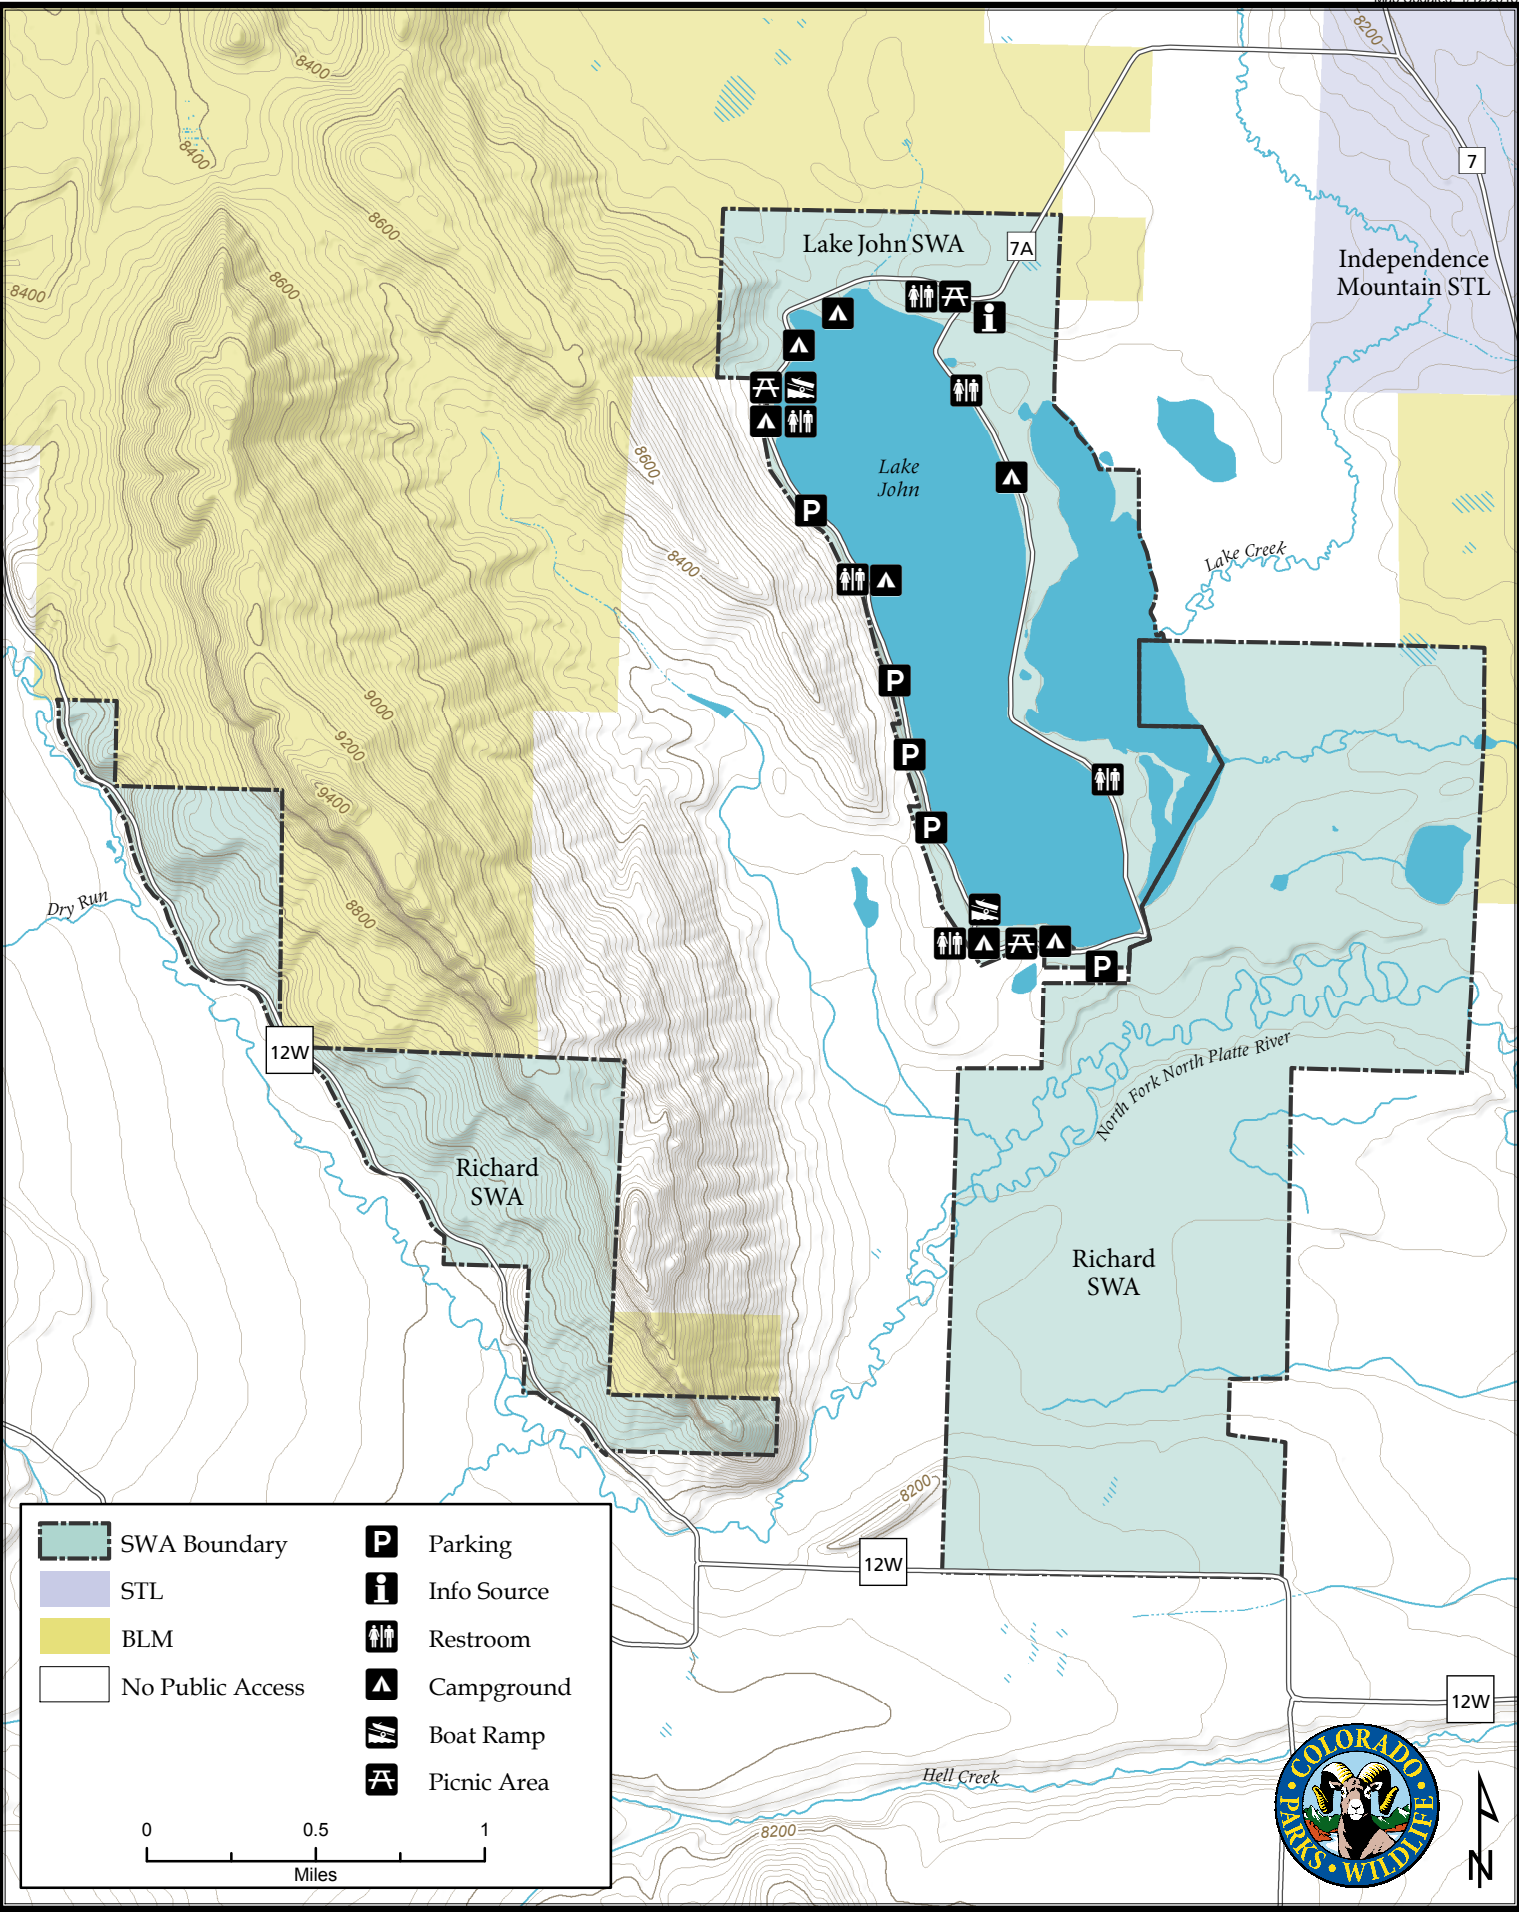 8200
8400
7
8400
8600
Lake John SWA
7A
Independence
Mountain STL
8600
8400
8600
Lake
John
8400
Lake Creek
9000
9200
9400
Dry Run
8800
12W
North Fork North Platte River
Richard
SWA
Richard
SWA
8200
12W
SWA Boundary
STL
BLM
No Public Access
Parking
Info Source
Restroom
Campground
Boat Ramp
Picnic Area
0 0.5 1
Miles
12W
Hell Creek
8200
COLORADO
PARKS • WILDLIFE
N
P
P
P
P
P
P
i
i